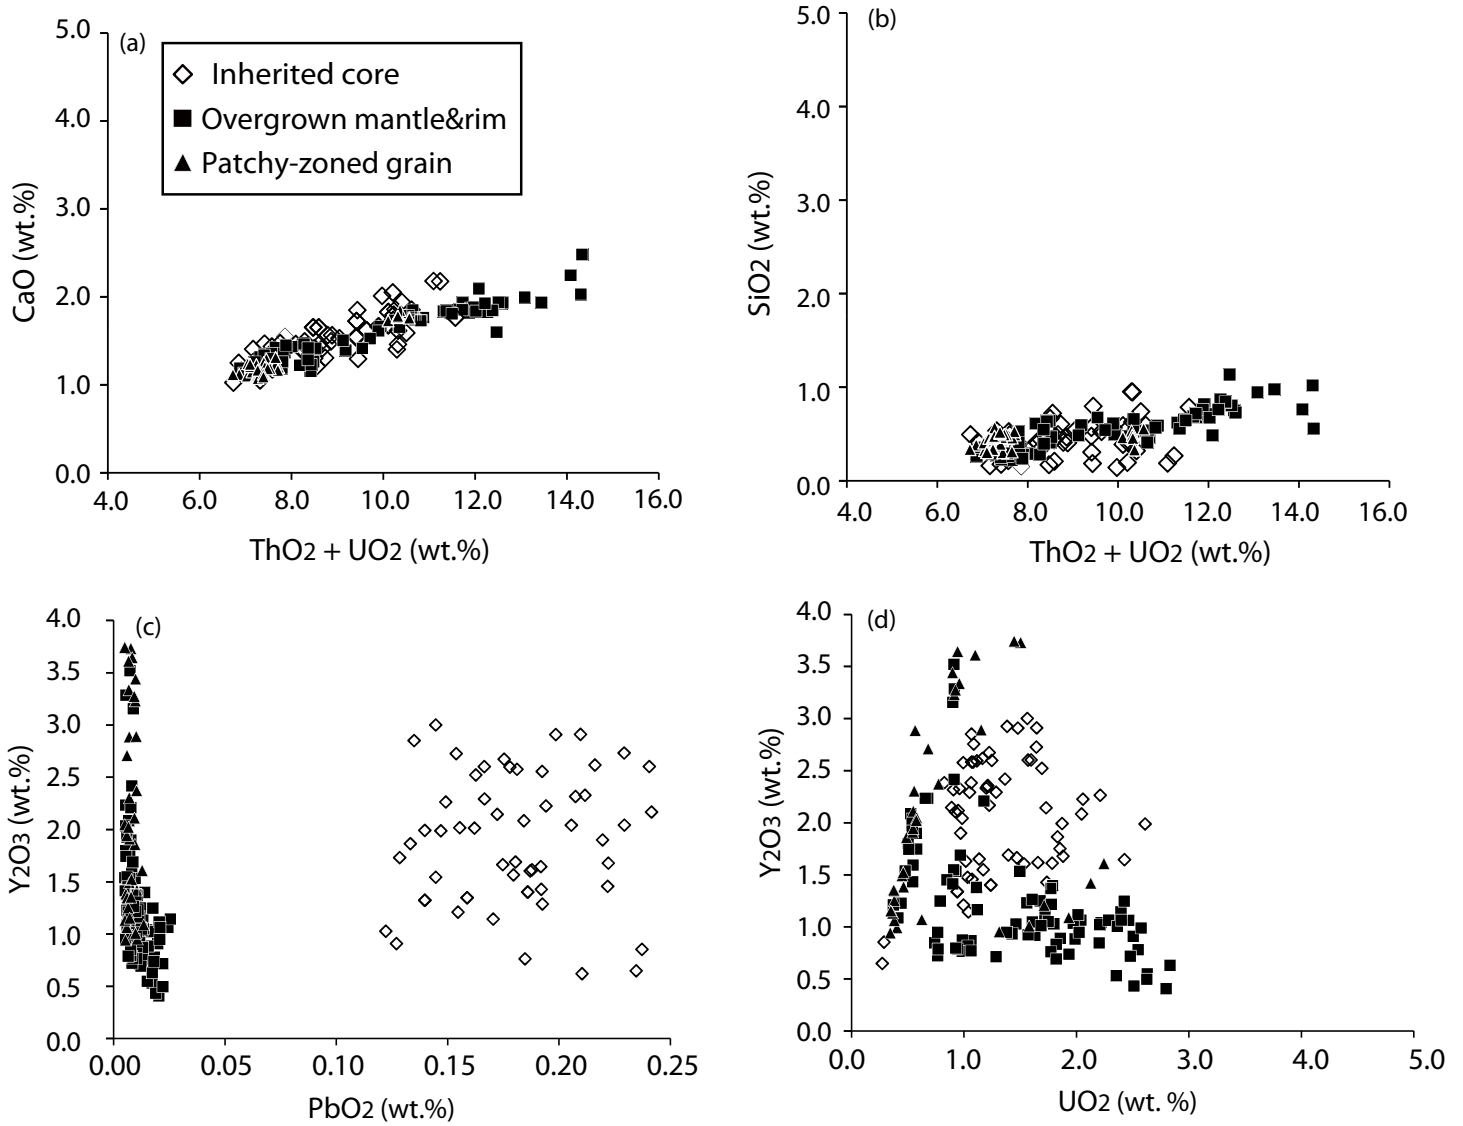 (a)
Inherited core
Overgrown mantle&rim
Patchy-zoned grain
5.0
4.0
3.0
2.0
1.0
0.0
CaO (wt.%)
4.0 6.0 8.0 10.0 12.0 14.0 16.0
ThO2 + UO2 (wt.%)
(b)
5.0
4.0
3.0
2.0
1.0
0.0
SiO2 (wt.%)
4.0 6.0 8.0 10.0 12.0 14.0 16.0
ThO2 + UO2 (wt.%)
(c)
4.0
3.5
3.0
2.5
2.0
1.5
1.0
0.5
0.0
Y2O3 (wt.%)
0.00 0.05 0.10 0.15 0.20 0.25
PbO2 (wt.%)
(d)
4.0
3.5
3.0
2.5
2.0
1.5
1.0
0.5
0.0
Y2O3 (wt.%)
0.0 1.0 2.0 3.0 4.0 5.0
UO2 (wt. %)